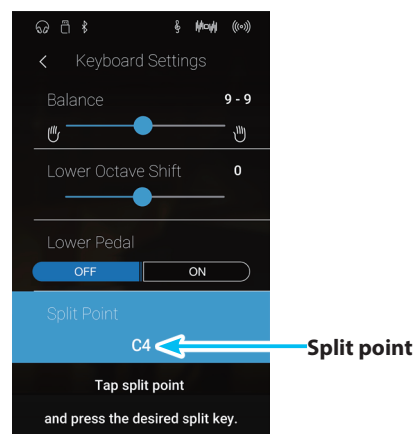 Keyboard Settings
Balance 9 - 9
Lower Octave Shift 0
Lower Pedal
OFF ON
Split Point
C4
Split point
Tap split point
and press the desired split key.